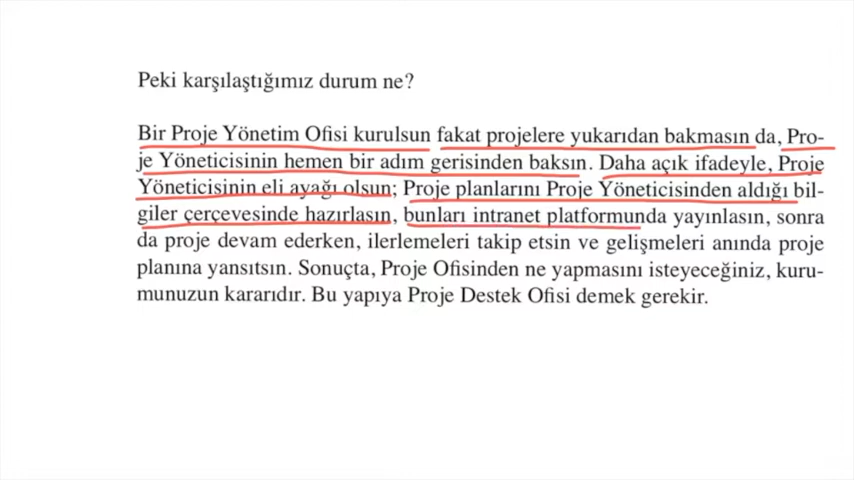 Peki karşılaştığımız durum ne?
Bir Proje Yönetim Ofisi kurulsun fakat projelere yukarıdan bakmasın da, Pro-
je Yöneticisinin hemen bir adım gerisinden baksın. Daha açık ifadeyle, Proje
Yöneticisinin eli ayağı olsun; Proje planlarını Proje Yöneticisinden aldığı bil-
giler çerçevesinde hazırlasın, bunları intranet platformunda yayınlasın, sonra
da proje devam ederken, ilerlemeleri takip etsin ve gelişmeleri anında proje
planına yansıtsın. Sonuçta, Proje Ofisinden ne yapmasını isteyeceğiniz, kuru-
munuzun kararıdır. Bu yapıya Proje Destek Ofisi demek gerekir.